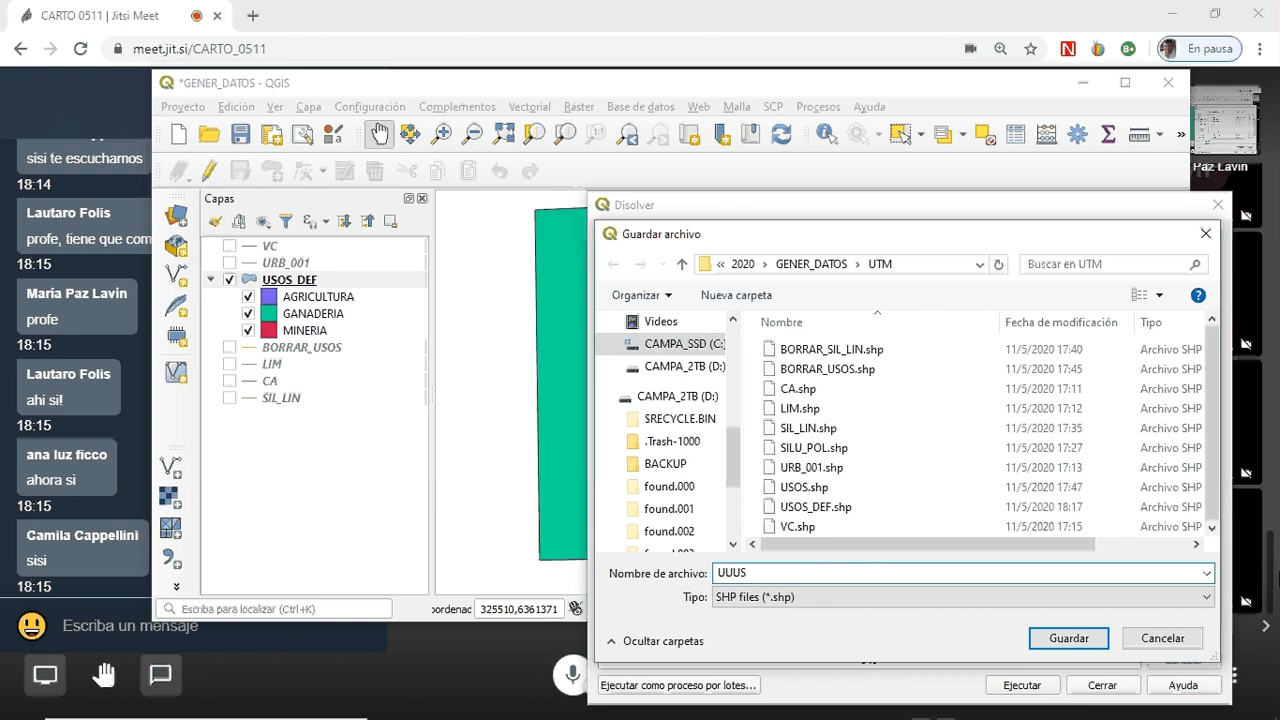 CARTO 0511 | Jitsi Meet
meet.jit.si/CARTO_0511
En pausa
sisi te escuchamos
18:14
Lautaro Folis
profe, tiene que com
18:15
María Paz Lavin
profe
18:15
Lautaro Folis
ahi si!
18:15
ana luz ficco
ahora si
18:15
Camila Cappellini
sisi
18:15
Escriba un mensaje
Paz Lavin
*GENER_DATOS - QGIS
Proyecto Edición Ver Capa Configuración Complementos Vectorial Ráster Base de datos Web Malla SCP Procesos Ayuda
Capas
VC
URB_001
USOS_DEF
AGRICULTURA
GANADERIA
MINERIA
BORRAR_USOS
LIM
CA
SIL_LIN
Escriba para localizar (Ctrl+K)
oordenac 325510,6361371
Disolver
Guardar archivo
« 2020 › GENER_DATOS › UTM
Buscar en UTM
Organizar Nueva carpeta
Videos
CAMPA_SSD (C:)
CAMPA_2TB (D:)
CAMPA_2TB (D:)
$RECYCLE.BIN
.Trash-1000
BACKUP
found.000
found.001
found.002
Nombre Fecha de modificación Tipo
BORRAR_SIL_LIN.shp 11/5/2020 17:40 Archivo SHP
BORRAR_USOS.shp 11/5/2020 17:45 Archivo SHP
CA.shp 11/5/2020 17:11 Archivo SHP
LIM.shp 11/5/2020 17:12 Archivo SHP
SIL_LIN.shp 11/5/2020 17:35 Archivo SHP
SILU_POL.shp 11/5/2020 17:27 Archivo SHP
URB_001.shp 11/5/2020 17:13 Archivo SHP
USOS.shp 11/5/2020 17:47 Archivo SHP
USOS_DEF.shp 11/5/2020 18:17 Archivo SHP
VC.shp 11/5/2020 17:15 Archivo SHP
Nombre de archivo: UUUS
Tipo: SHP files (*.shp)
Ocultar carpetas
Guardar Cancelar
Ejecutar como proceso por lotes...
Ejecutar Cerrar Ayuda